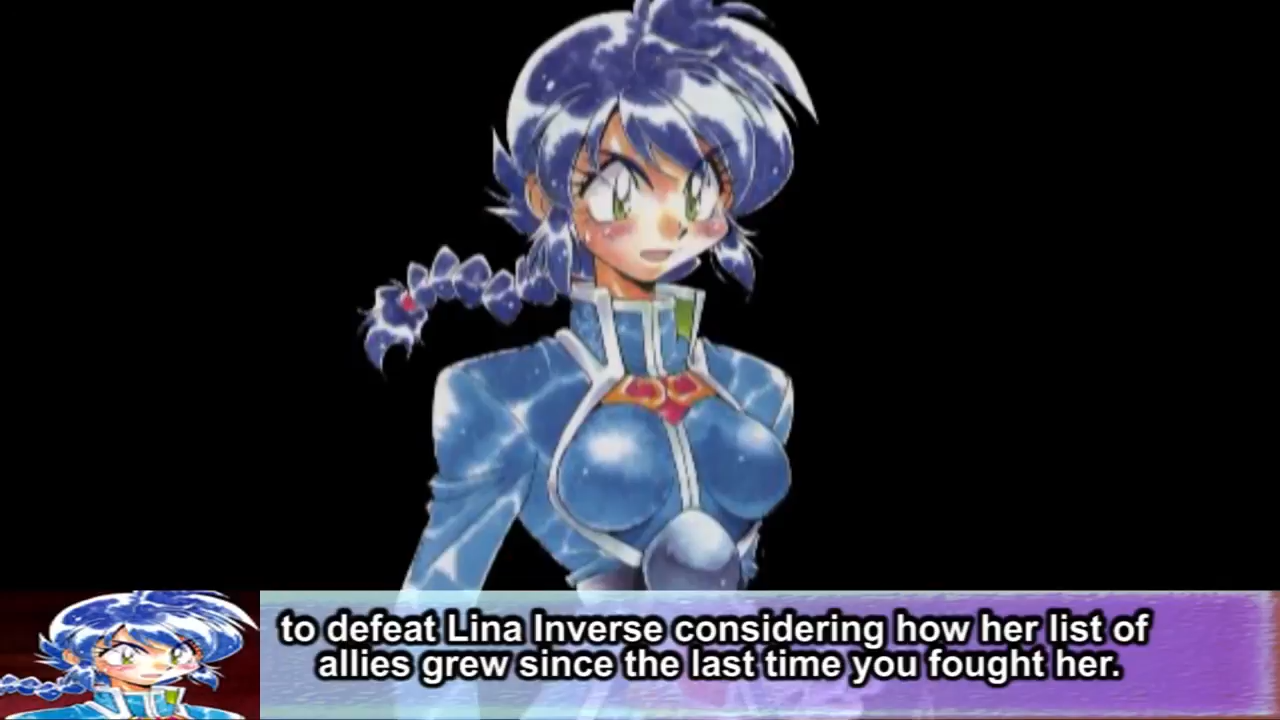 to defeat Lina Inverse considering how her list of
allies grew since the last time you fought her.